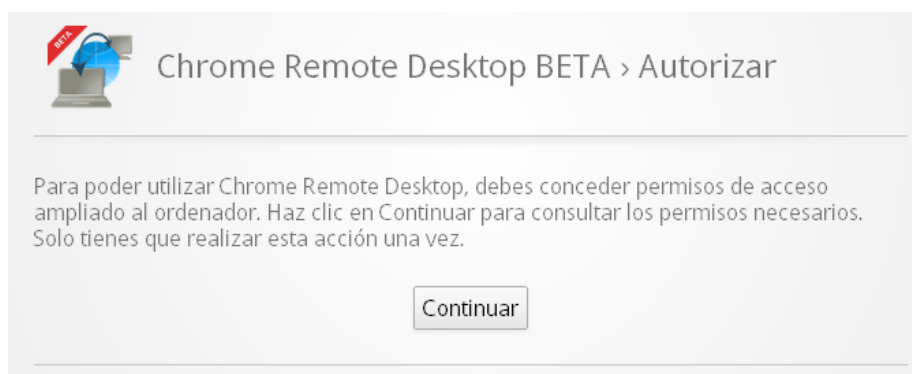 BETA
Chrome Remote Desktop BETA › Autorizar
Para poder utilizar Chrome Remote Desktop, debes conceder permisos de acceso
ampliado al ordenador. Haz clic en Continuar para consultar los permisos necesarios.
Solo tienes que realizar esta acción una vez.
Continuar